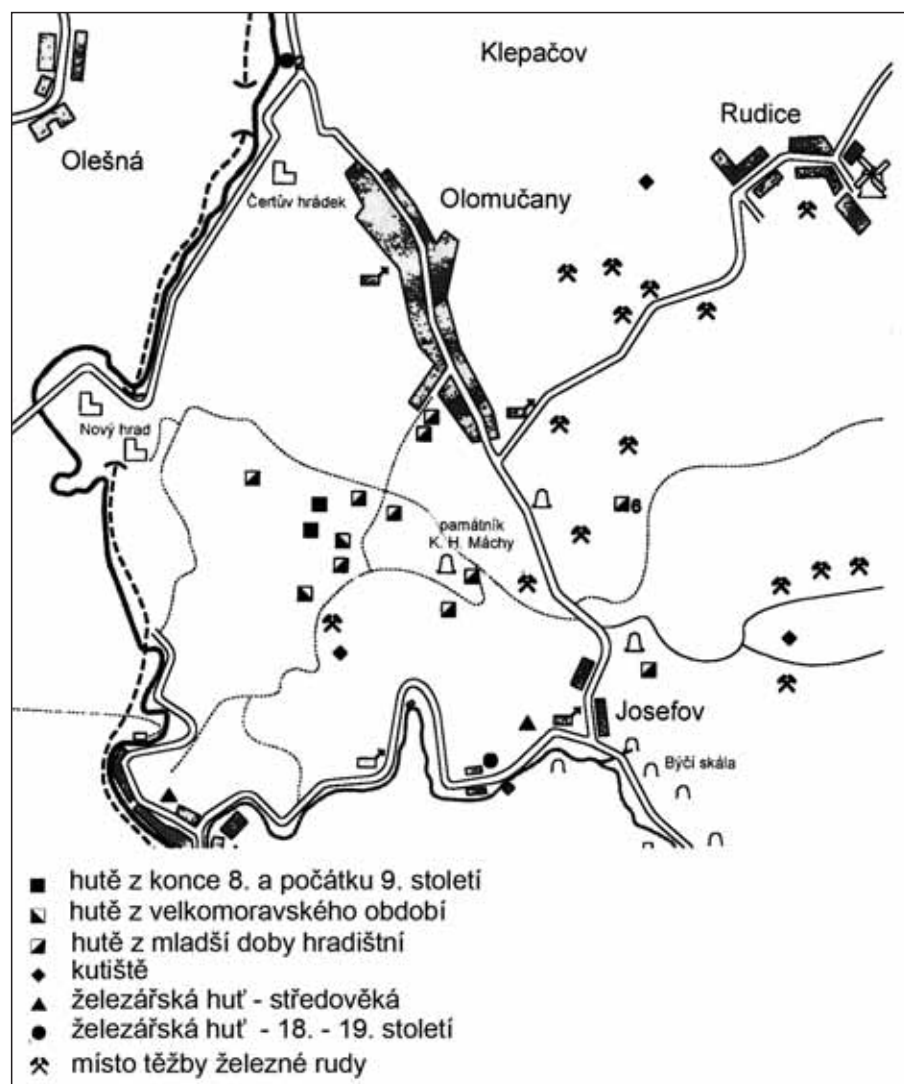 Klepačov
Rudice
Olešná
Čertův hrádek
Olomučany
Nový hrad
6
památník
K. H. Máchy
Josefov
Býčí skála
hutě z konce 8. a počátku 9. století
hutě z velkomoravského období
hutě z mladší doby hradištní
kutiště
železářská huť - středověká
železářská huť - 18. - 19. století
místo těžby železné rudy